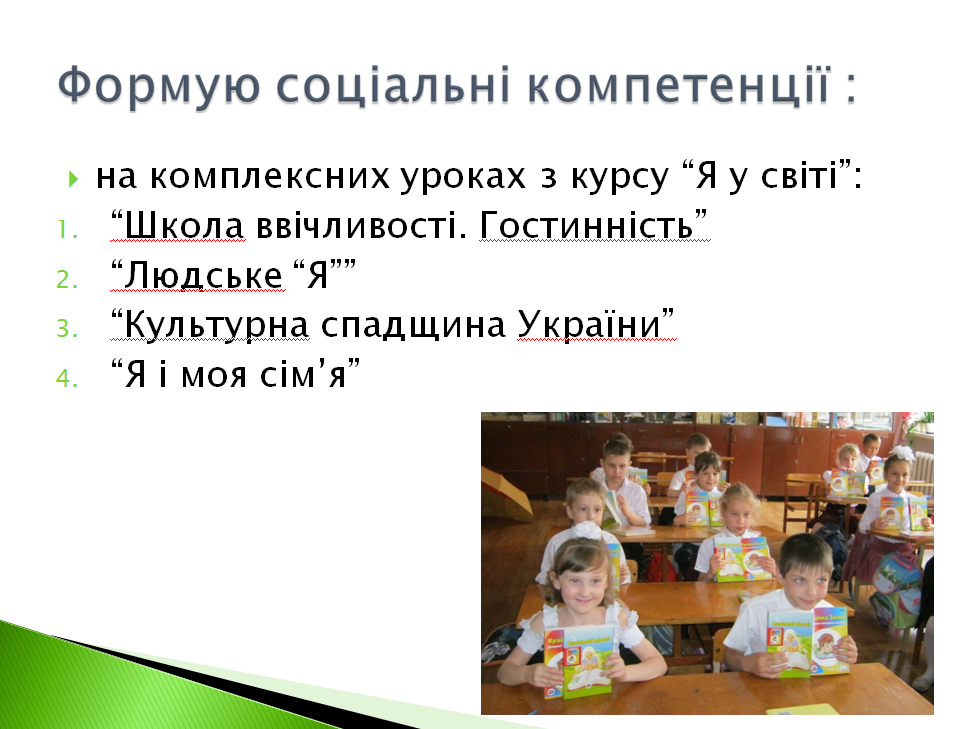 Формую соціальні компетенції :
на комплексних уроках з курсу “Я у світі”:
1. “Школа ввічливості. Гостинність”
2. “Людське “Я””
3. “Культурна спадщина України”
4. “Я і моя сім’я”